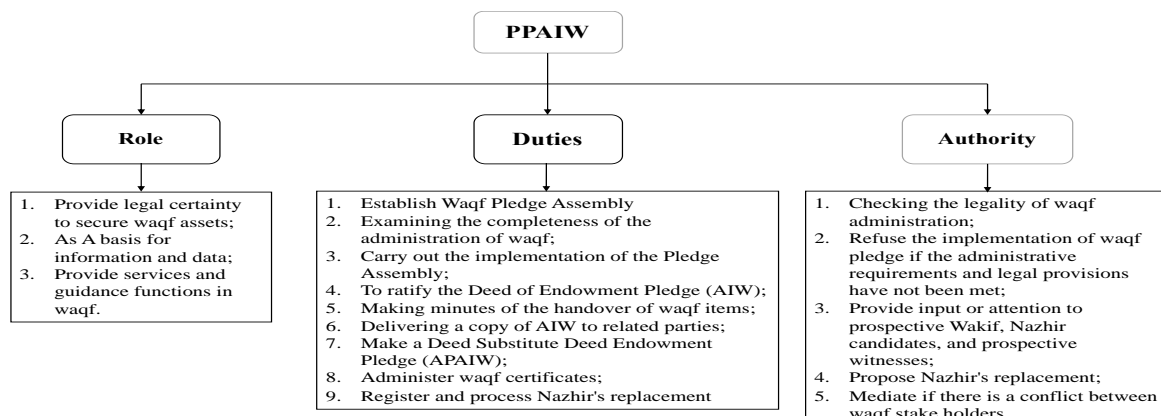 PPAIW
Role
Duties
Authority
1. Provide legal certainty
to secure waqf assets;
2. As A basis for
information and data;
3. Provide services and
guidance functions in
waqf.
1. Establish Waqf Pledge Assembly
2. Examining the completeness of the
administration of waqf;
3. Carry out the implementation of the Pledge
Assembly;
4. To ratify the Deed of Endowment Pledge (AIW);
5. Making minutes of the handover of waqf items;
6. Delivering a copy of AIW to related parties;
7. Make a Deed Substitute Deed Endowment
Pledge (APAIW);
8. Administer waqf certificates;
9. Register and process Nazhir's replacement
1. Checking the legality of waqf
administration;
2. Refuse the implementation of waqf
pledge if the administrative
requirements and legal provisions
have not been met;
3. Provide input or attention to
prospective Wakif, Nazhir
candidates, and prospective
witnesses;
4. Propose Nazhir's replacement;
5. Mediate if there is a conflict between
waqf stake holders